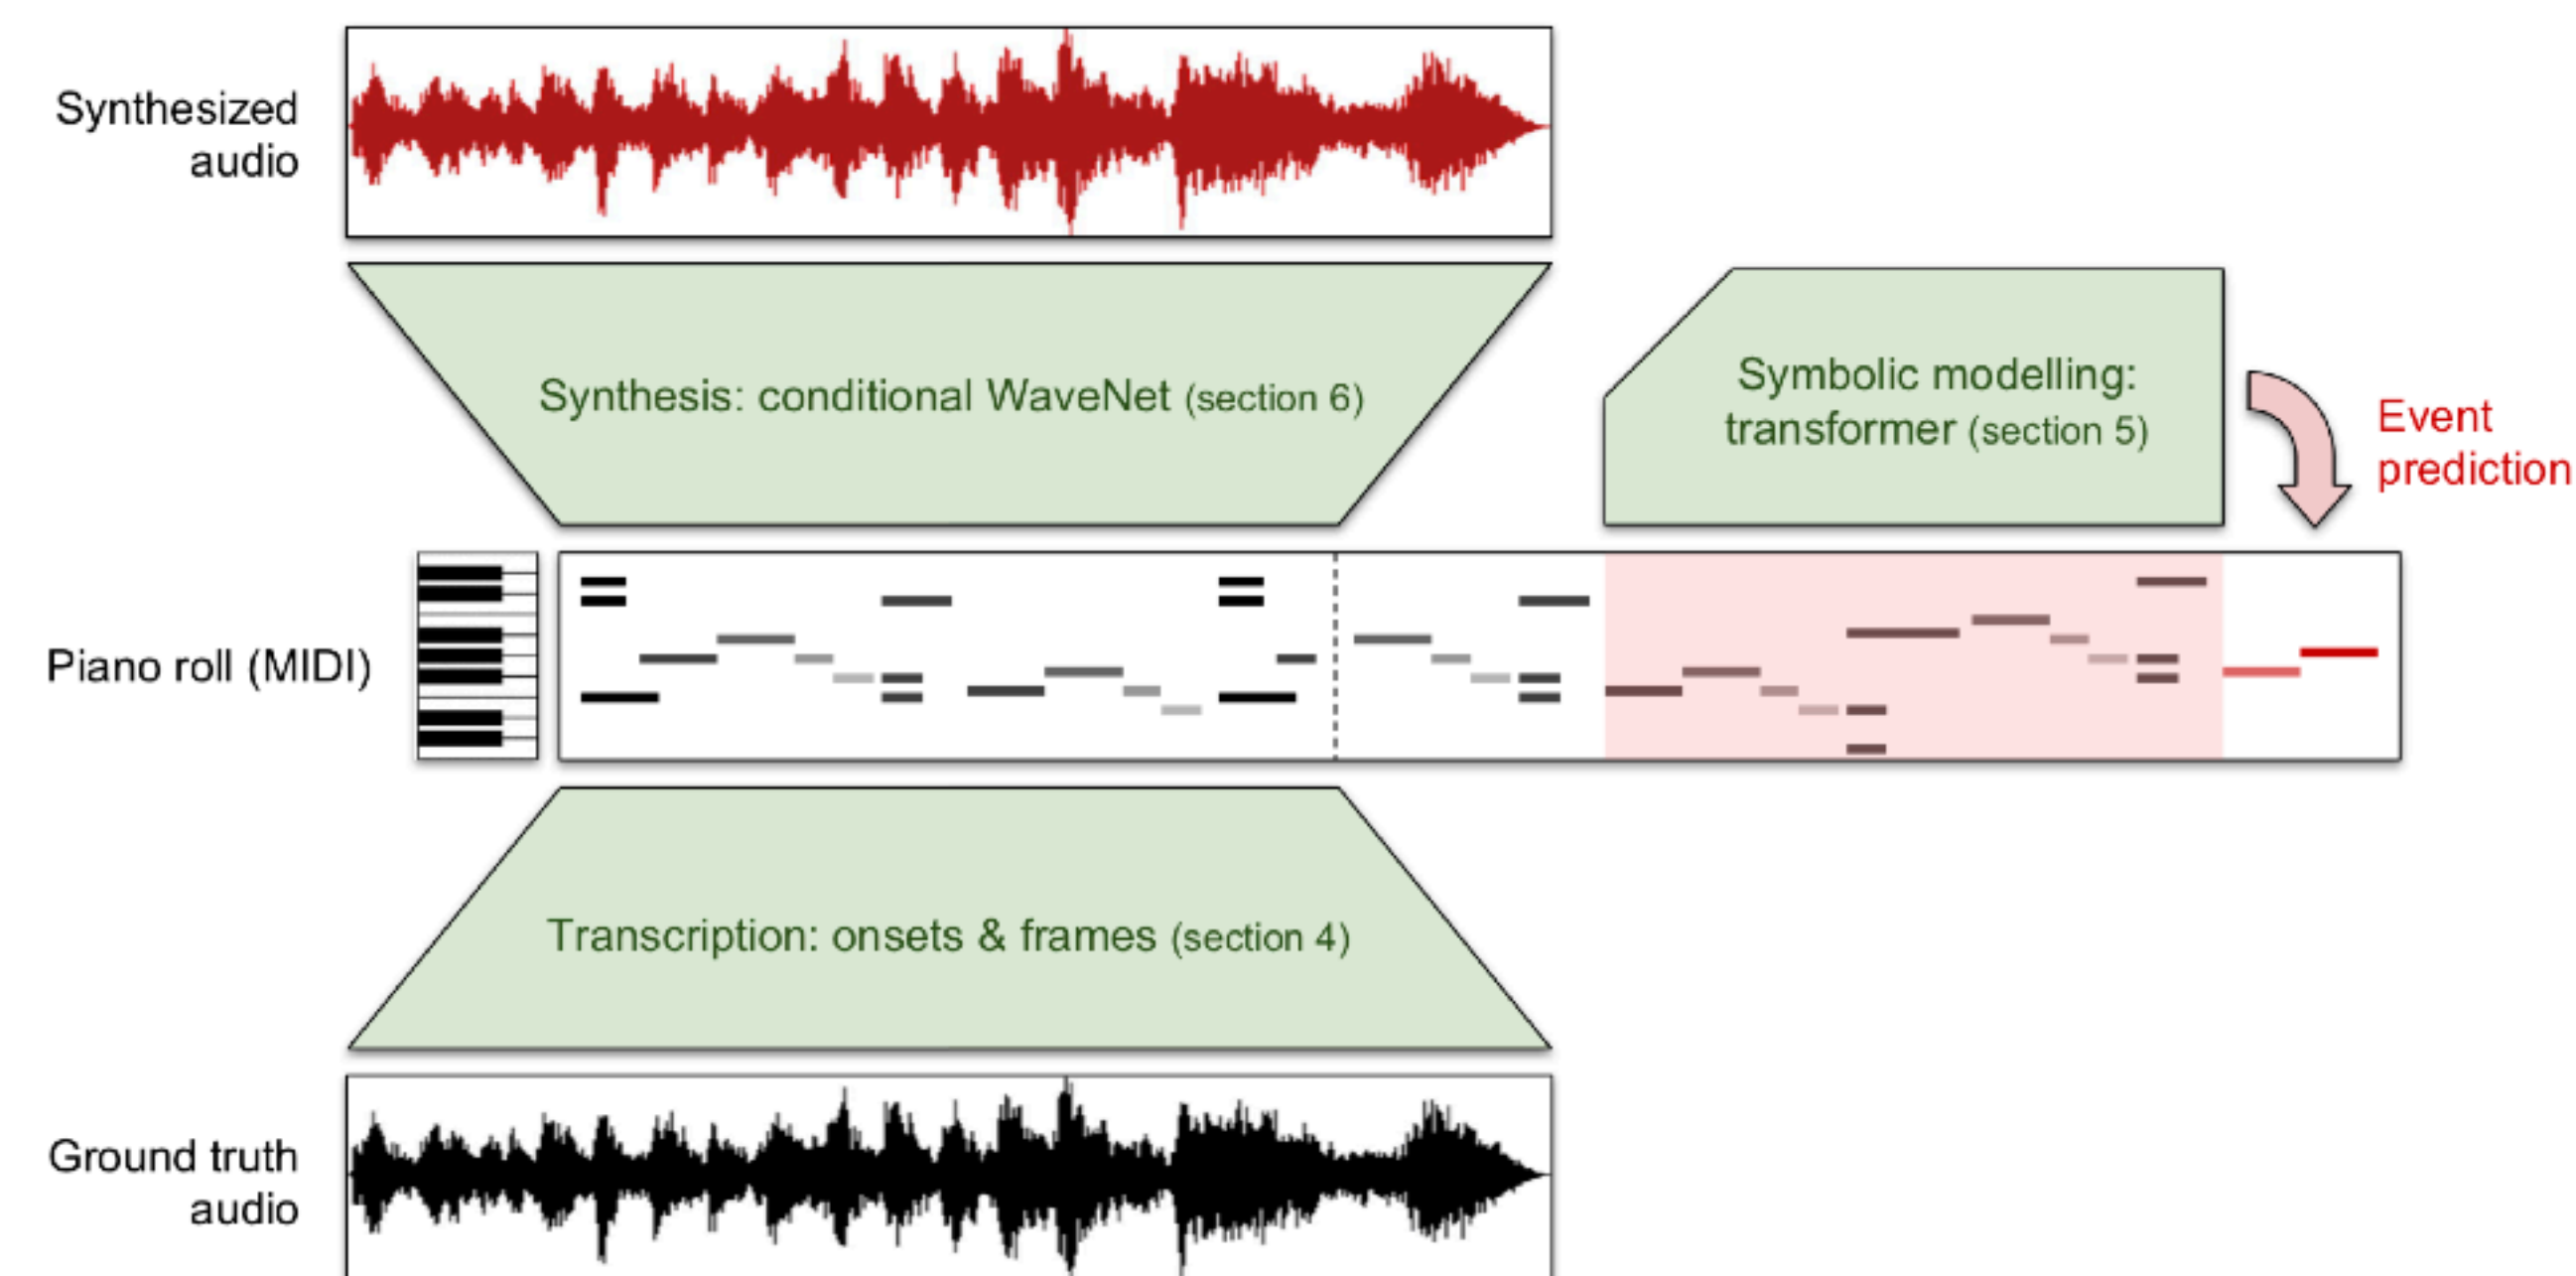 Synthesized
audio
Synthesis: conditional WaveNet (section 6)
Symbolic modelling:
transformer (section 5)
Event
prediction
Piano roll (MIDI)
Transcription: onsets & frames (section 4)
Ground truth
audio